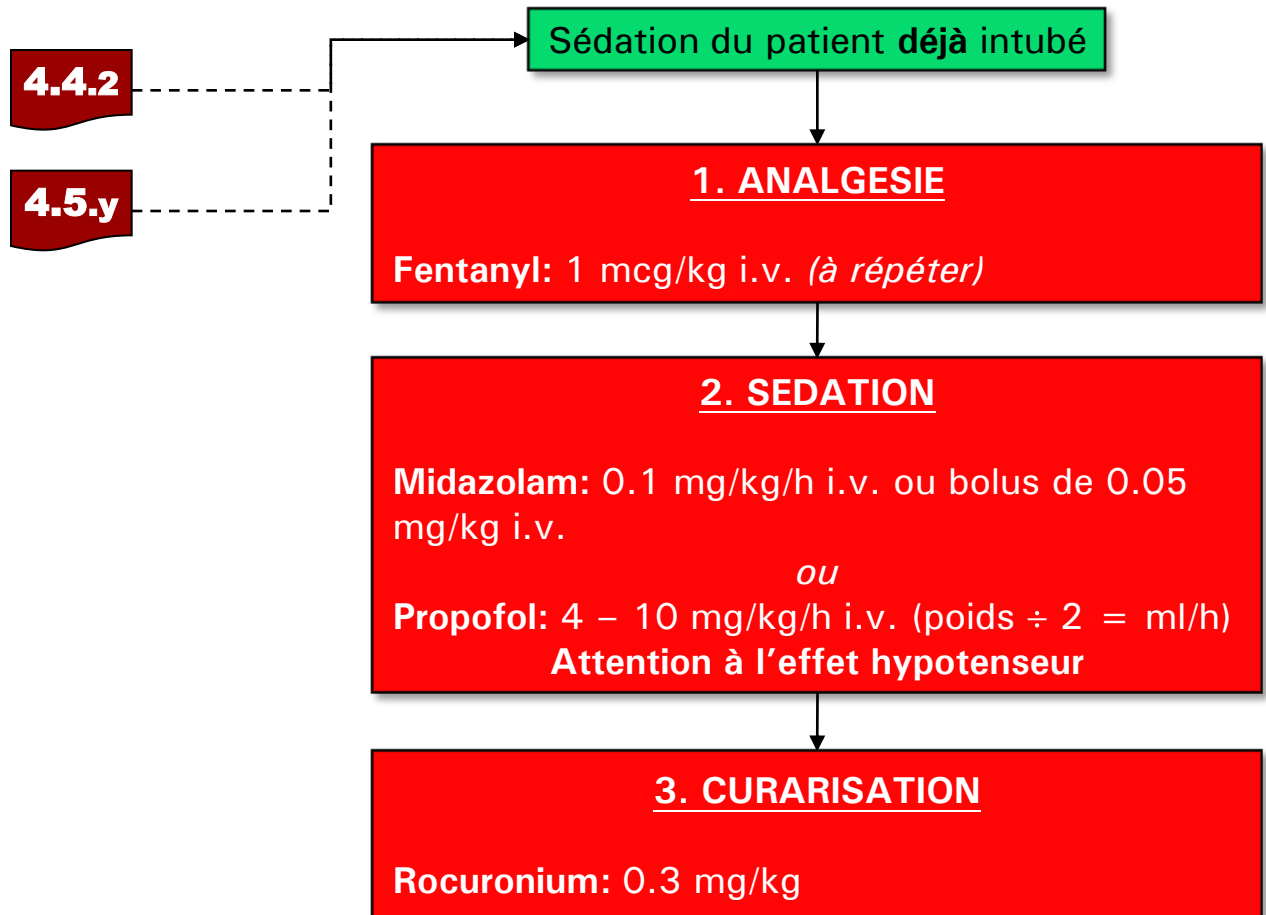 Sédation du patient déjà intubé
4.4.2
4.5.y
1. ANALGESIE
Fentanyl: 1 mcg/kg i.v. (à répéter)
2. SEDATION
Midazolam: 0.1 mg/kg/h i.v. ou bolus de 0.05
mg/kg i.v.
ou
Propofol: 4 – 10 mg/kg/h i.v. (poids ÷ 2 = ml/h)
Attention à l'effet hypotenseur
3. CURARISATION
Rocuronium: 0.3 mg/kg